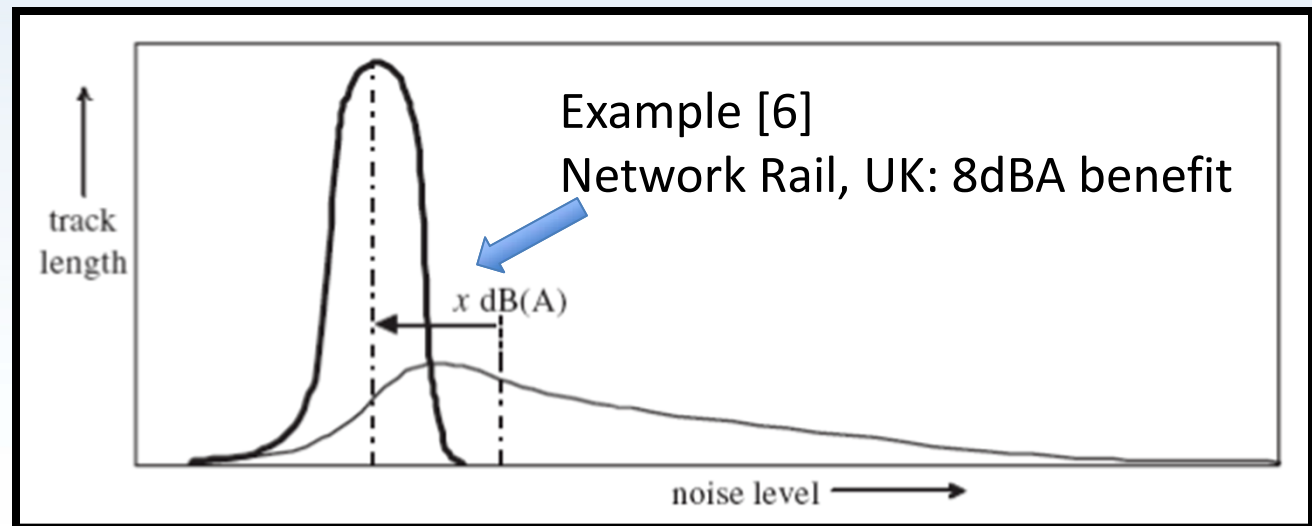 Example [6]
Network Rail, UK: 8dBA benefit
track
length
x dB(A)
noise level